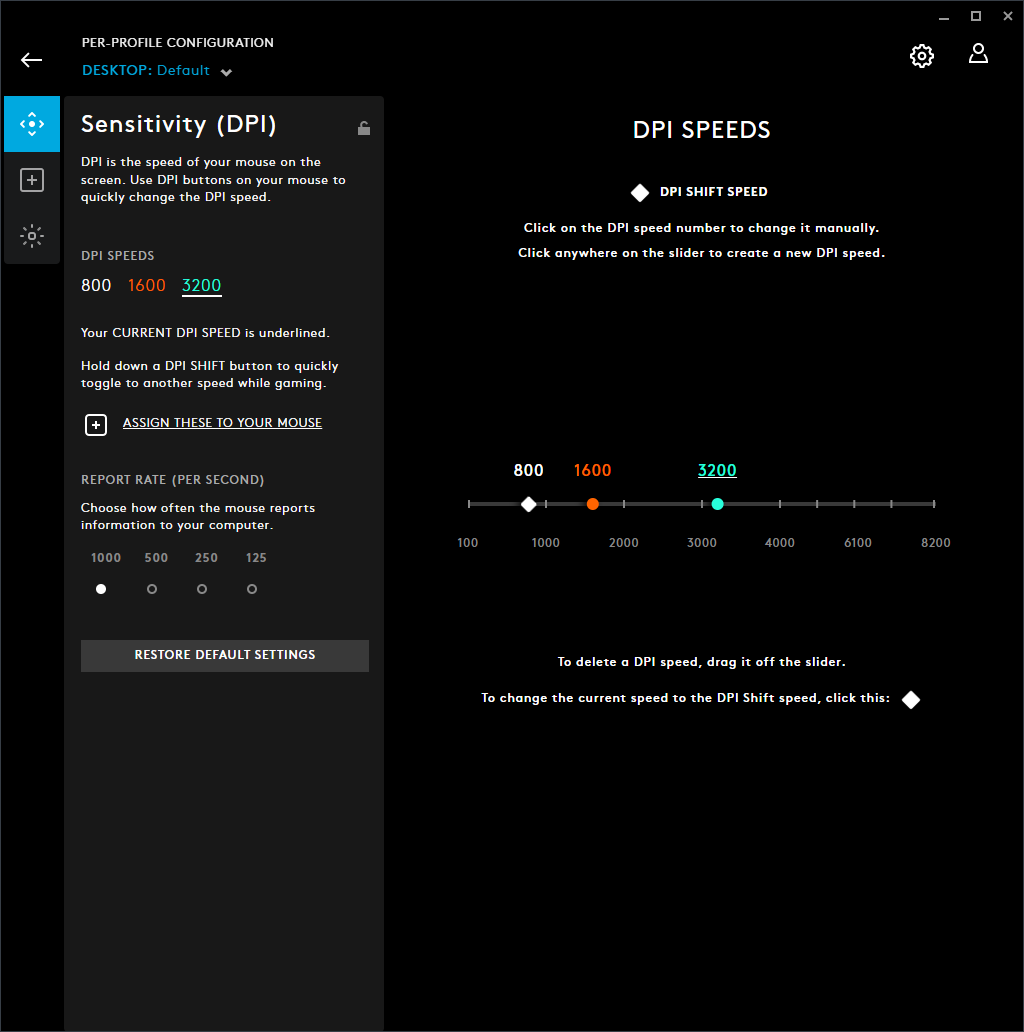 PER-PROFILE CONFIGURATION
DESKTOP: Default
Sensitivity (DPI)
DPI is the speed of your mouse on the
screen. Use DPI buttons on your mouse to
quickly change the DPI speed.
DPI SPEEDS
800 1600 3200
Your CURRENT DPI SPEED is underlined.
Hold down a DPI SHIFT button to quickly
toggle to another speed while gaming.
ASSIGN THESE TO YOUR MOUSE
REPORT RATE (PER SECOND)
Choose how often the mouse reports
information to your computer.
1000 500 250 125
RESTORE DEFAULT SETTINGS
DPI SPEEDS
DPI SHIFT SPEED
Click on the DPI speed number to change it manually.
Click anywhere on the slider to create a new DPI speed.
800 1600 3200
100 1000 2000 3000 4000 6100 8200
To delete a DPI speed, drag it off the slider.
To change the current speed to the DPI Shift speed, click this: